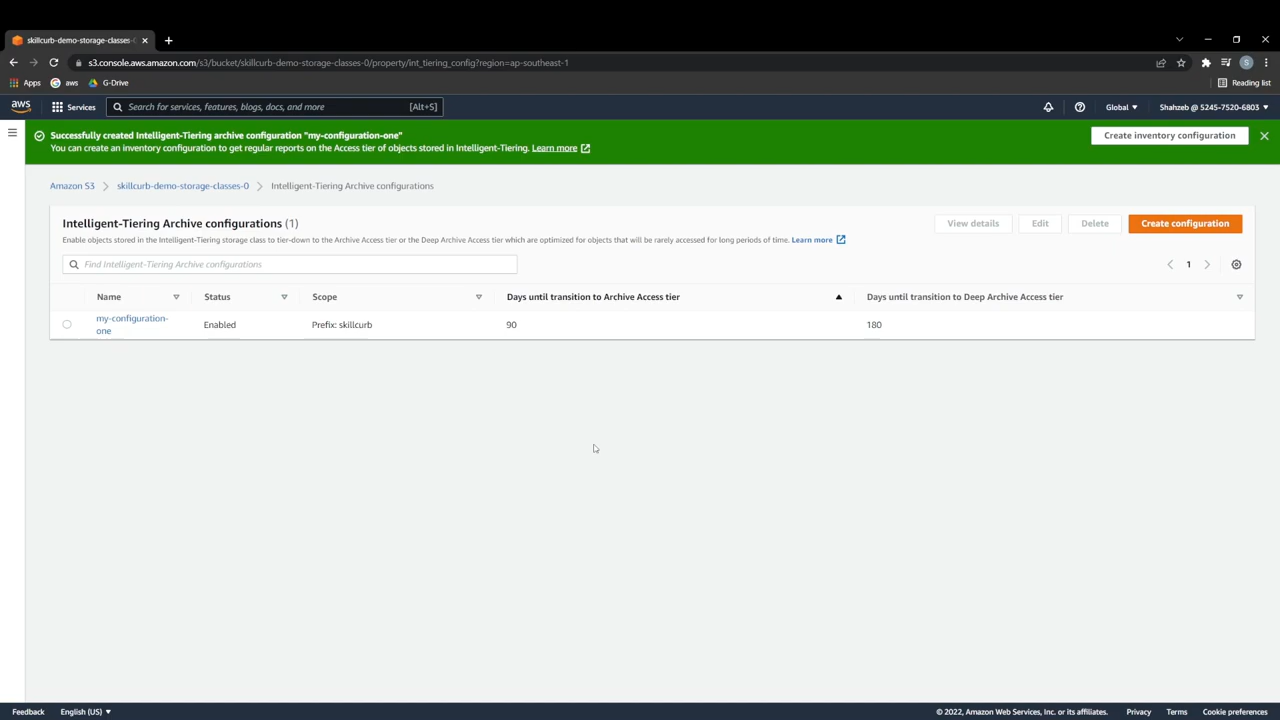 skillcurb-demo-storage-classes-0
s3.console.aws.amazon.com/s3/bucket/skillcurb-demo-storage-classes-0/property/int_tiering_config?region=ap-southeast-1
S
Apps aws G-Drive Reading list
aws Services Search for services, features, blogs, docs, and more [Alt+S] Global Shahzeb @ 5245-7520-6803
Successfully created Intelligent-Tiering archive configuration "my-configuration-one" Create inventory configuration
You can create an inventory configuration to get regular reports on the Access tier of objects stored in Intelligent-Tiering. Learn more
Amazon S3 skillcurb-demo-storage-classes-0 Intelligent-Tiering Archive configurations
Intelligent-Tiering Archive configurations (1) View details Edit Delete Create configuration
Enable objects stored in the Intelligent-Tiering storage class to tier-down to the Archive Access tier or the Deep Archive Access tier which are optimized for objects that will be rarely accessed for long periods of time. Learn more
Find Intelligent-Tiering Archive configurations 1
Name Status Scope Days until transition to Archive Access tier Days until transition to Deep Archive Access tier
my-configuration-
one Enabled Prefix: skillcurb 90 180
Feedback English (US) © 2022, Amazon Web Services, Inc. or its affiliates. Privacy Terms Cookie preferences